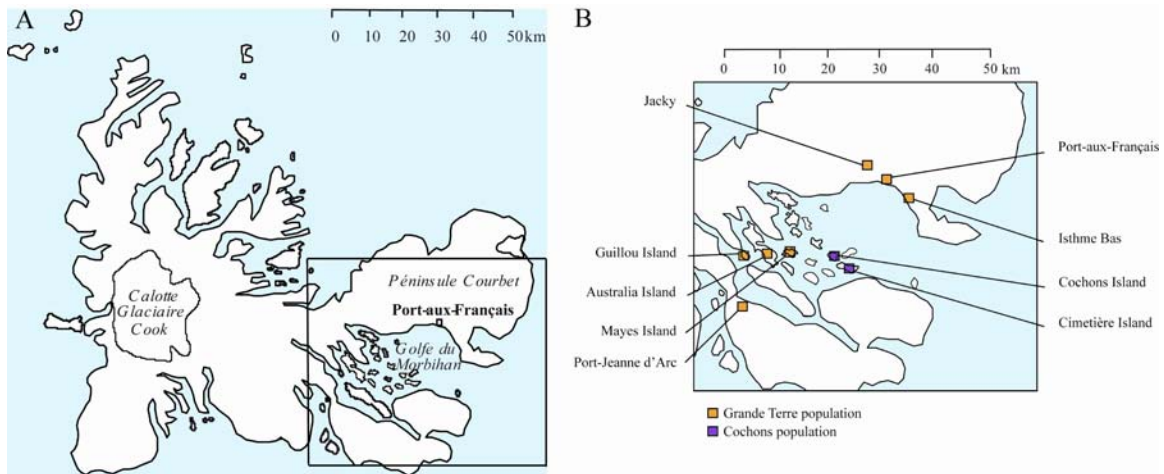 A
0 10 20 30 40 50 km
Calotte
Glaciaire
Cook
Péninsule Courbet
Port-aux-Français
Golfe du
Morbihan
B
0 10 20 30 40 50 km
Jacky
Port-aux-Français
Isthme Bas
Guillou Island
Cochons Island
Australia Island
Cimetière Island
Mayes Island
Port-Jeanne d'Arc
Grande Terre population
Cochons population